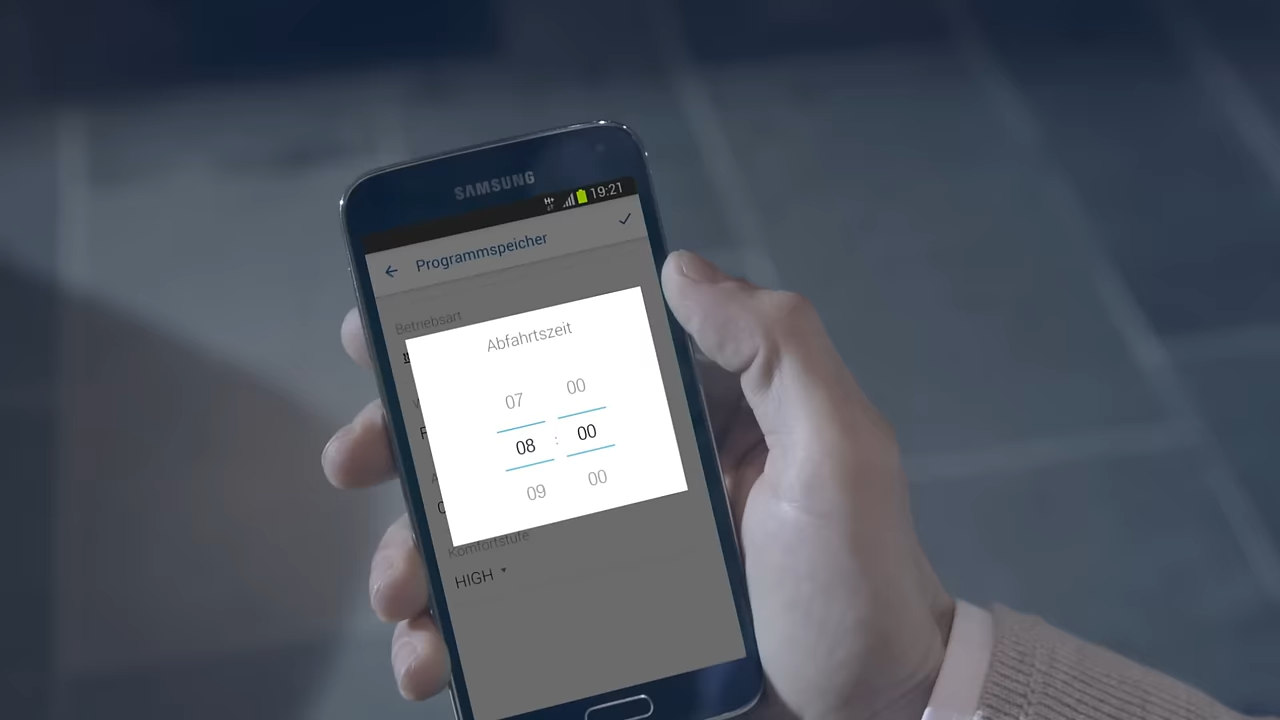 SAMSUNG
H+ 19:21
Programmspeicher
Betriebsart
Abfahrtszeit
07 00
08 : 00
09 00
Komfortstufe
HIGH